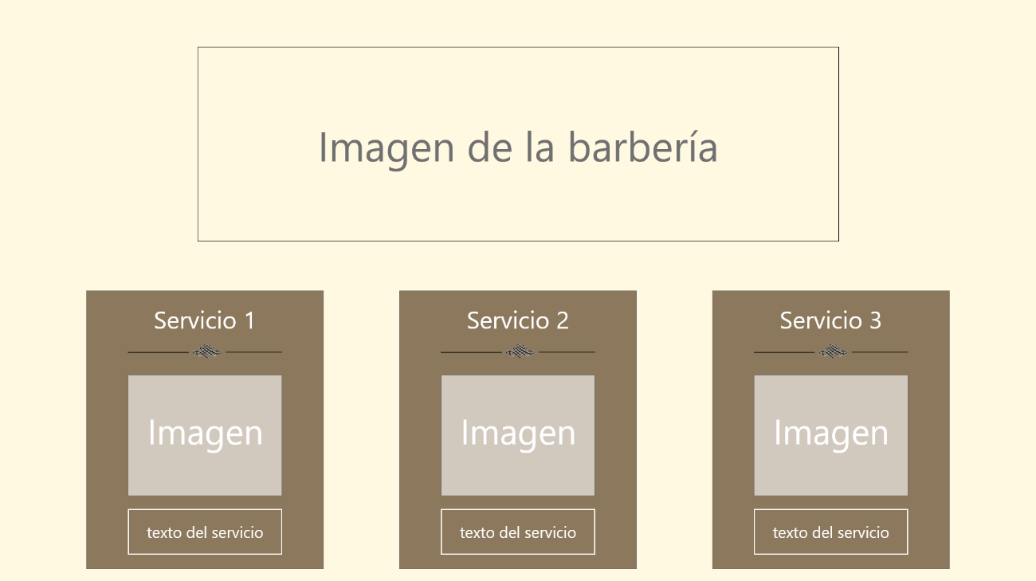 Imagen de la barbería
Servicio 1
Servicio 2
Servicio 3
Imagen
Imagen
Imagen
texto del servicio
texto del servicio
texto del servicio